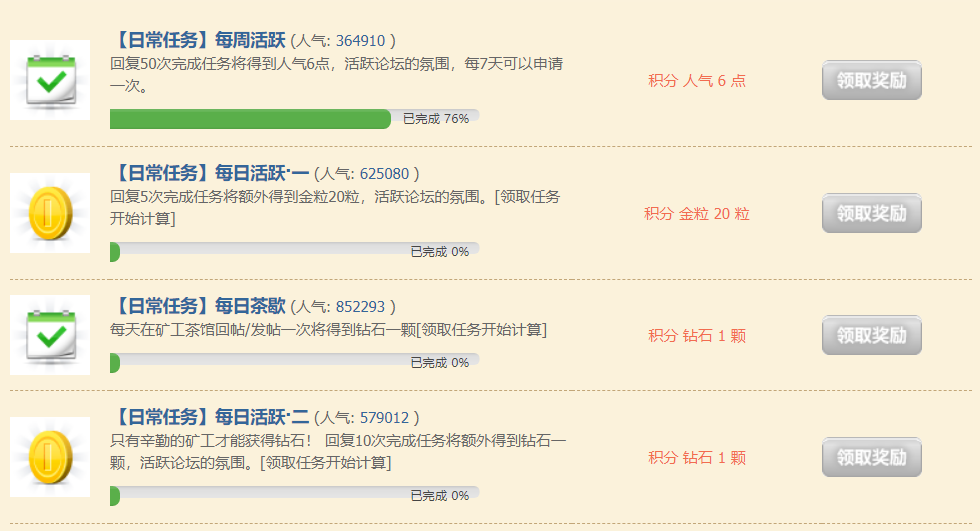 【日常任务】每周活跃 (人气: 364910 )
回复50次完成任务将得到人气6点，活跃论坛的氛围，每7天可以申请
一次。
积分 人气 6 点
领取奖励
已完成 76%
【日常任务】每日活跃·一 (人气: 625080 )
回复5次完成任务将额外得到金粒20粒，活跃论坛的氛围。[领取任务
开始计算]
积分 金粒 20 粒
领取奖励
已完成 0%
【日常任务】每日茶歇 (人气: 852293 )
每天在矿工茶馆回帖/发帖一次将得到钻石一颗[领取任务开始计算]
积分 钻石 1 颗
领取奖励
已完成 0%
【日常任务】每日活跃·二 (人气: 579012 )
只有辛勤的矿工才能获得钻石！ 回复10次完成任务将额外得到钻石一
颗，活跃论坛的氛围。[领取任务开始计算]
积分 钻石 1 颗
领取奖励
已完成 0%